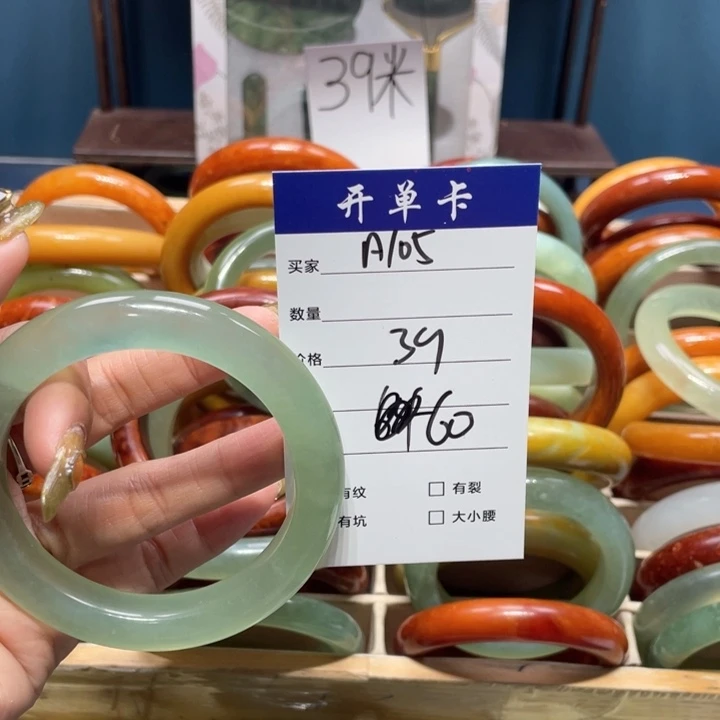 39米
开单卡
买家 A105
数量
价格 39
60
有纹 □ 有裂
有坑 □ 大小腰